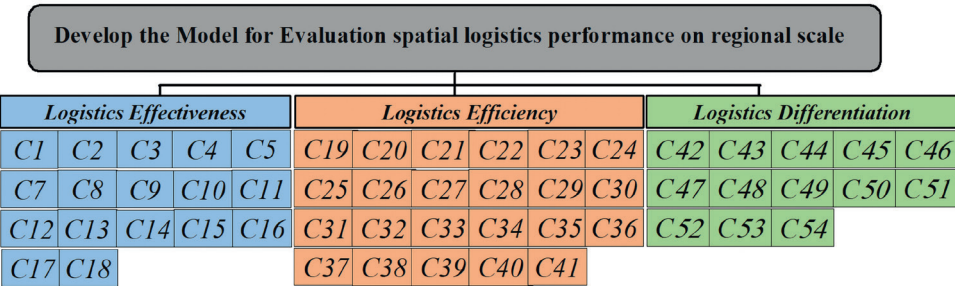 Develop the Model for Evaluation spatial logistics performance on regional scale
Logistics Effectiveness
C1 C2 C3 C4 C5
C7 C8 C9 C10 C11
C12 C13 C14 C15 C16
C17 C18
Logistics Efficiency
C19 C20 C21 C22 C23 C24
C25 C26 C27 C28 C29 C30
C31 C32 C33 C34 C35 C36
C37 C38 C39 C40 C41
Logistics Differentiation
C42 C43 C44 C45 C46
C47 C48 C49 C50 C51
C52 C53 C54